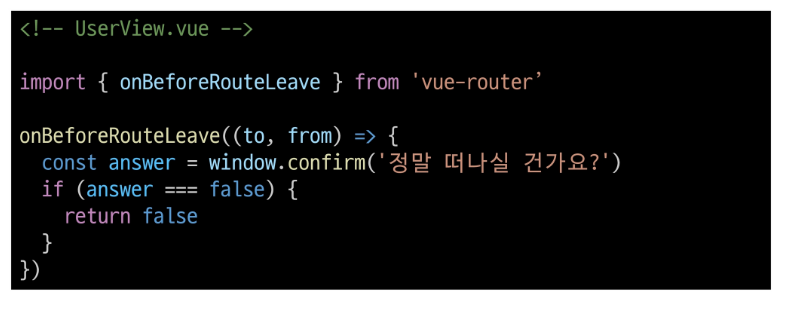 <!-- UserView.vue -->
import { onBeforeRouteLeave } from 'vue-router’
onBeforeRouteLeave((to, from) => {
  const answer = window.confirm('정말 떠나실 건가요?')
  if (answer === false) {
    return false
  }
})